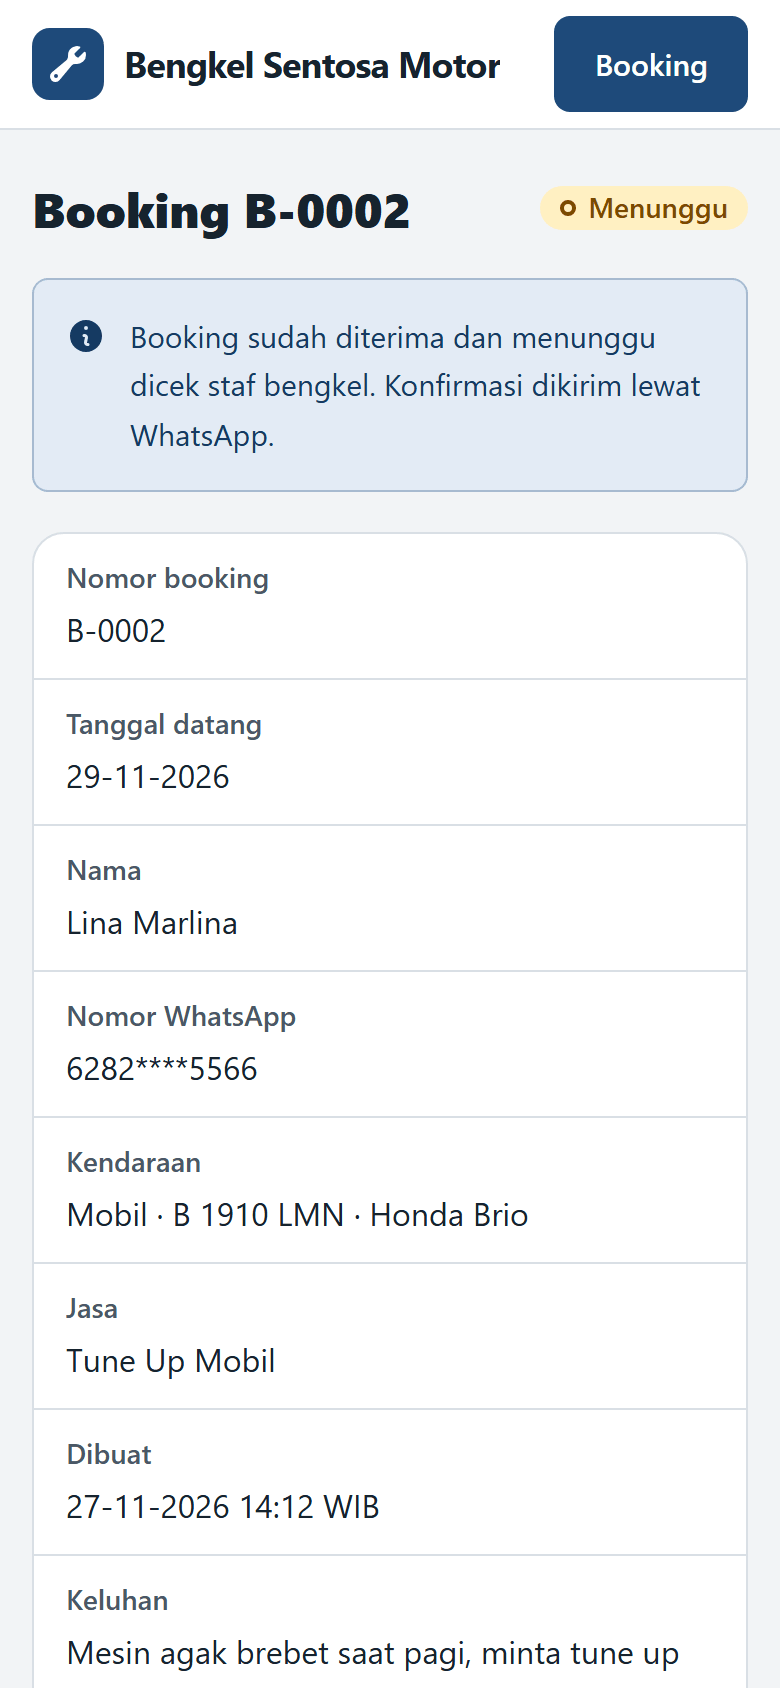 Bengkel Sentosa Motor
Booking
Booking B-0002
Menunggu
Booking sudah diterima dan menunggu
dicek staf bengkel. Konfirmasi dikirim lewat
WhatsApp.
Nomor booking
B-0002
Tanggal datang
29-11-2026
Nama
Lina Marlina
Nomor WhatsApp
6282****5566
Kendaraan
Mobil · B 1910 LMN · Honda Brio
Jasa
Tune Up Mobil
Dibuat
27-11-2026 14:12 WIB
Keluhan
Mesin agak brebet saat pagi, minta tune up